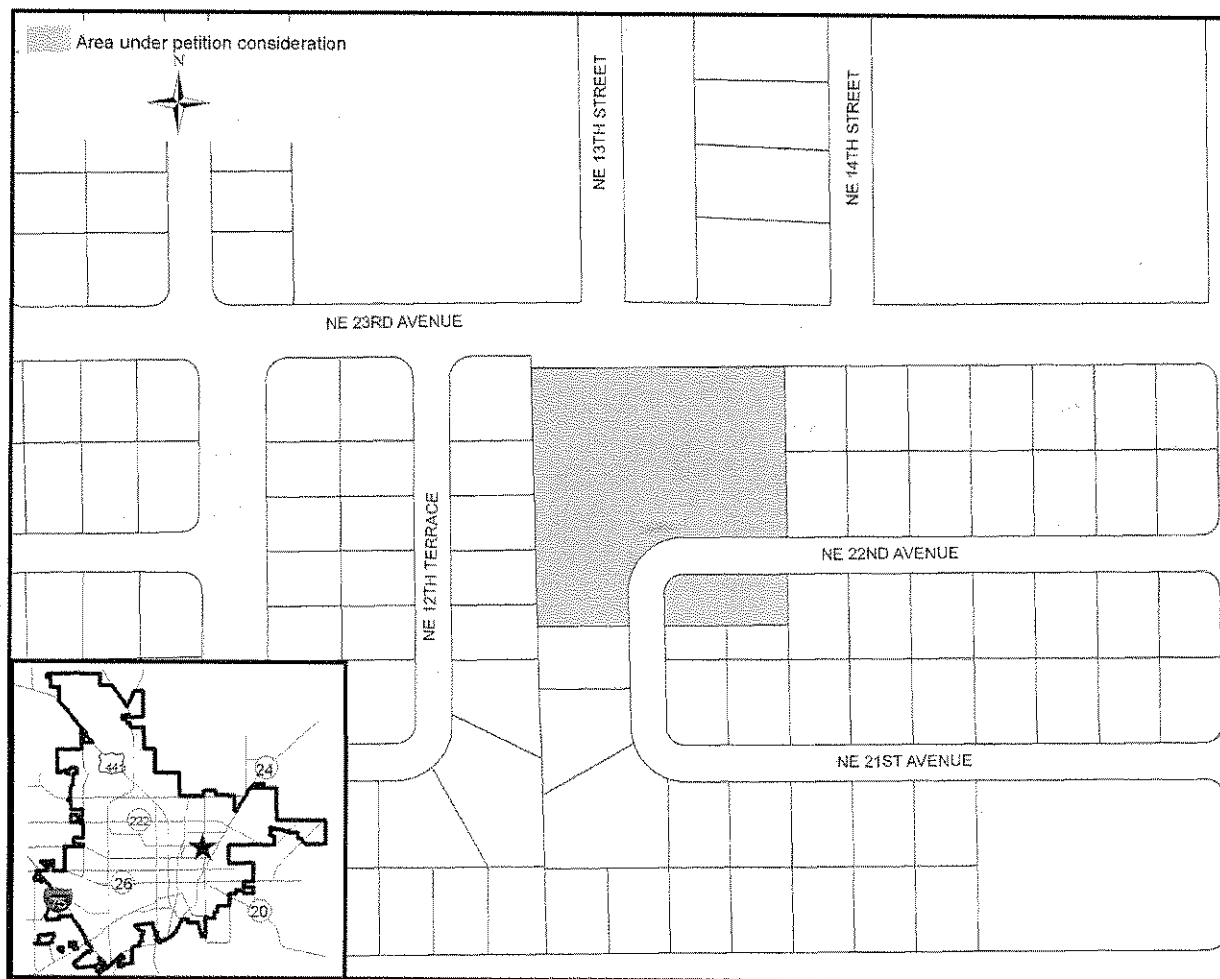 Area under petition consideration
N
NE 13TH STREET
NE 14TH STREET
NE 23RD AVENUE
NE 12TH TERRACE
NE 22ND AVENUE
NE 21ST AVENUE
441
24
222
26
20